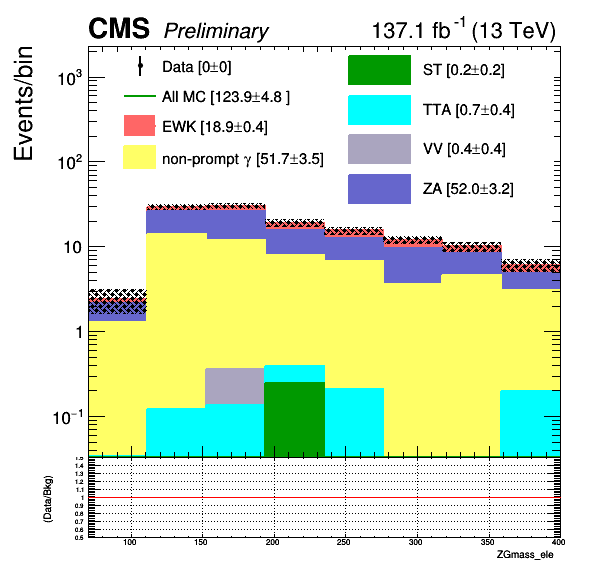 CMS Preliminary 137.1 fb⁻¹ (13 TeV)
Events/bin
Data [0±0]
All MC [123.9±4.8 ]
EWK [18.9±0.4]
non-prompt γ [51.7±3.5]
ST [0.2±0.2]
TTA [0.7±0.4]
VV [0.4±0.4]
ZA [52.0±3.2]
10³
10²
10
1
10⁻¹
(Data/Bkg)
1.5
1.4
1.3
1.2
1.1
1
0.9
0.8
0.7
0.6
0.5
100 150 200 250 300 350 400
ZGmass_ele